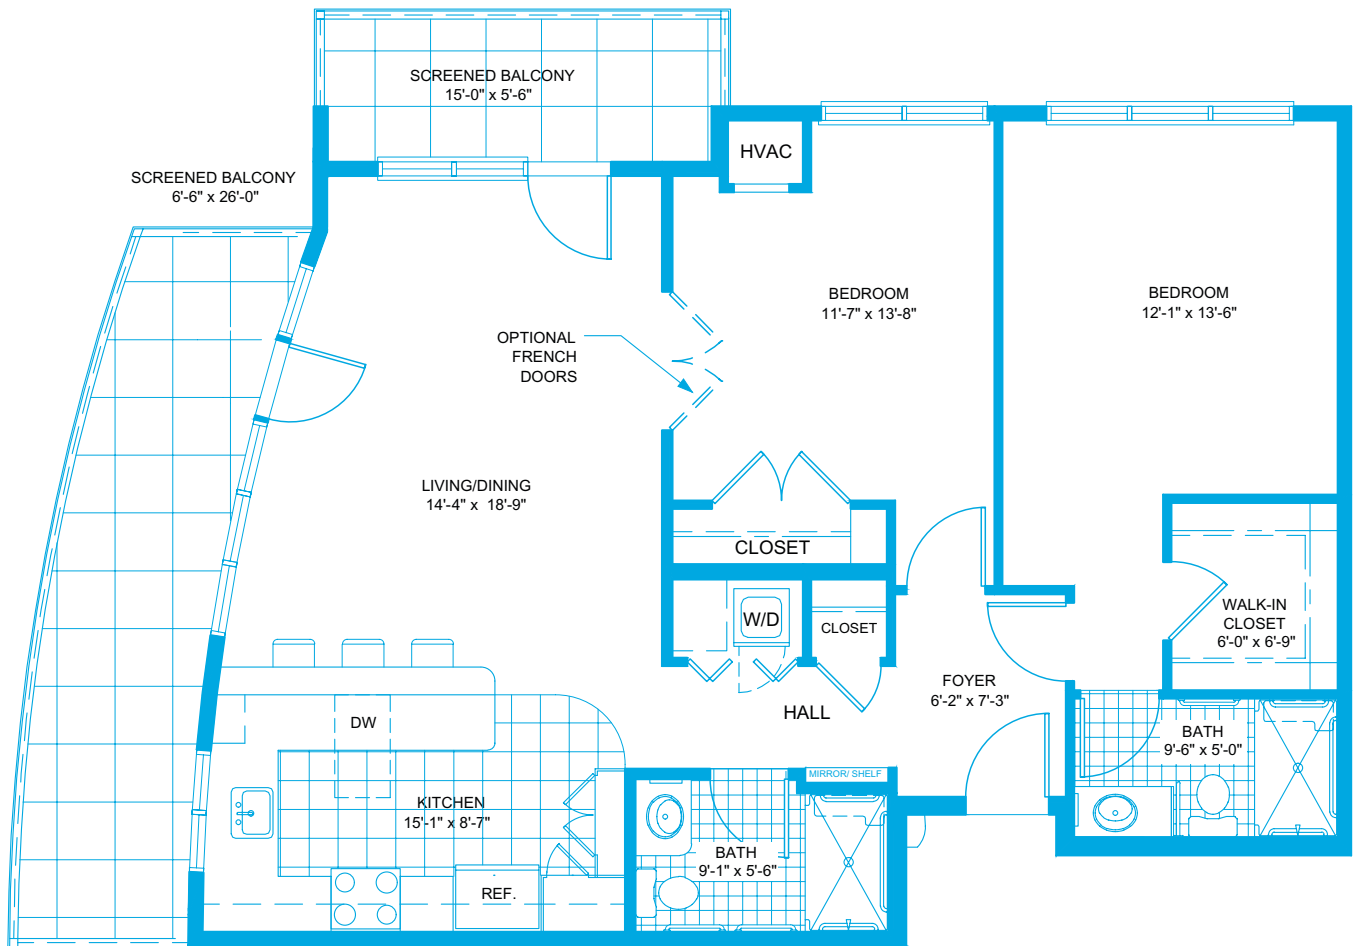 SCREENED BALCONY
15'-0" x 5'-6"
HVAC
SCREENED BALCONY
6'-6" x 26'-0"
BEDROOM
11'-7" x 13'-8"
BEDROOM
12'-1" x 13'-6"
OPTIONAL
FRENCH
DOORS
LIVING/DINING
14'-4" x 18'-9"
CLOSET
W/D
CLOSET
WALK-IN
CLOSET
6'-0" x 6'-9"
FOYER
6'-2" x 7'-3"
HALL
DW
BATH
9'-6" x 5'-0"
MIRROR/ SHELF
KITCHEN
15'-1" x 8'-7"
BATH
9'-1" x 5'-6"
REF.